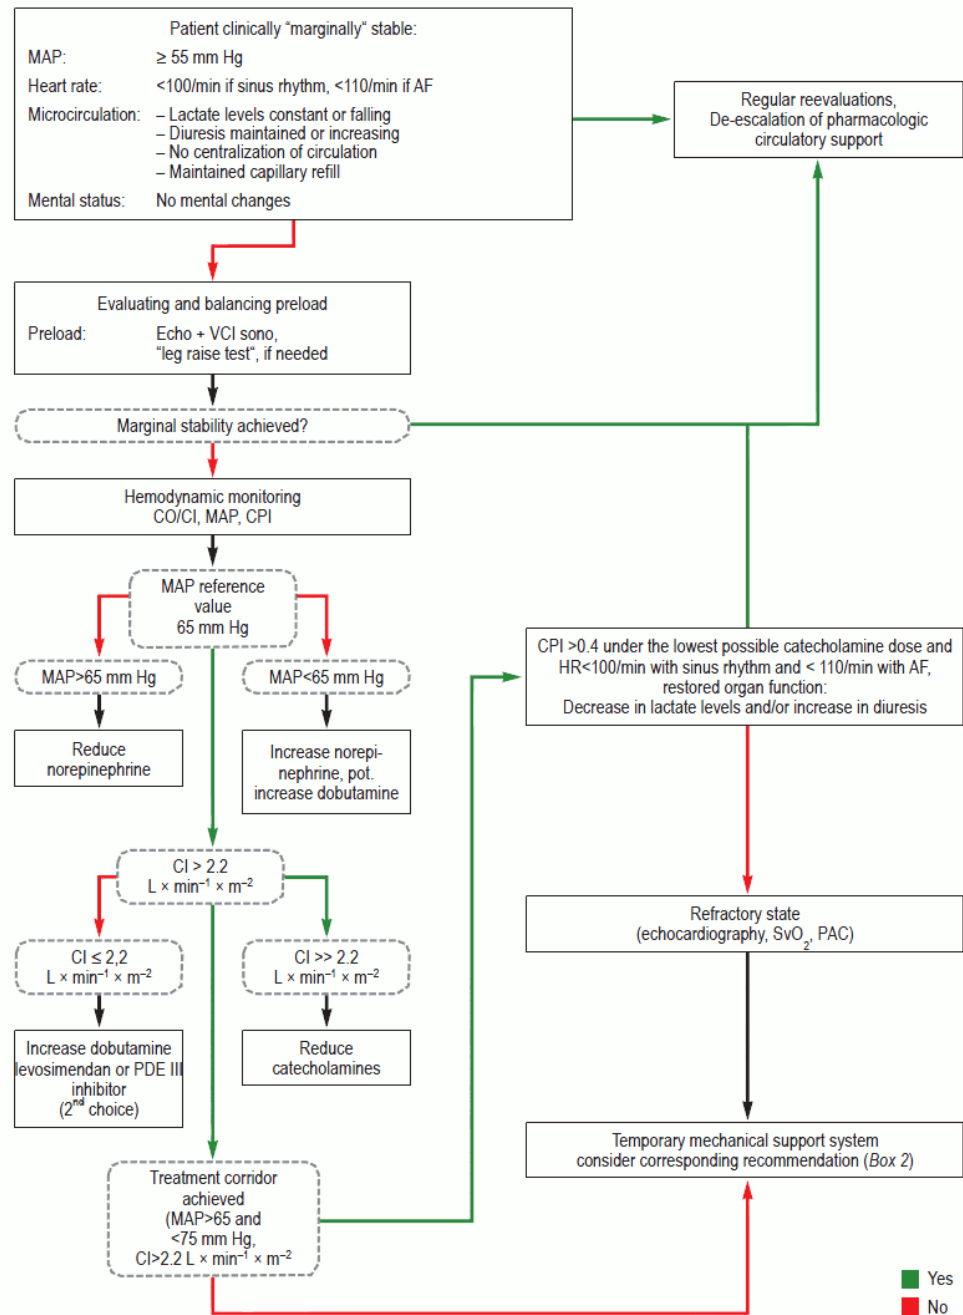 Patient clinically “marginally” stable:
MAP: ≥ 55 mm Hg
Heart rate: <100/min if sinus rhythm, <110/min if AF
Microcirculation: – Lactate levels constant or falling
– Diuresis maintained or increasing
– No centralization of circulation
– Maintained capillary refill
Mental status: No mental changes
Regular reevaluations,
De-escalation of pharmacologic
circulatory support
Evaluating and balancing preload
Preload: Echo + VCI sono,
“leg raise test“, if needed
Marginal stability achieved?
Hemodynamic monitoring
CO/CI, MAP, CPI
MAP reference
value
65 mm Hg
MAP>65 mm Hg
MAP<65 mm Hg
Reduce
norepinephrine
Increase norepi-
nephrine, pot.
increase dobutamine
CPI >0.4 under the lowest possible catecholamine dose and
HR<100/min with sinus rhythm and < 110/min with AF,
restored organ function:
Decrease in lactate levels and/or increase in diuresis
CI > 2.2
L × min⁻¹ × m⁻²
CI ≤ 2,2
L × min⁻¹ × m⁻²
CI >> 2.2
L × min⁻¹ × m⁻²
Increase dobutamine
levosimendan or PDE III
inhibitor
(2nd choice)
Reduce
catecholamines
Refractory state
(echocardiography, SvO₂, PAC)
Temporary mechanical support system
consider corresponding recommendation (Box 2)
Treatment corridor
achieved
(MAP>65 and
<75 mm Hg,
CI>2.2 L × min⁻¹ × m⁻²
Yes
No